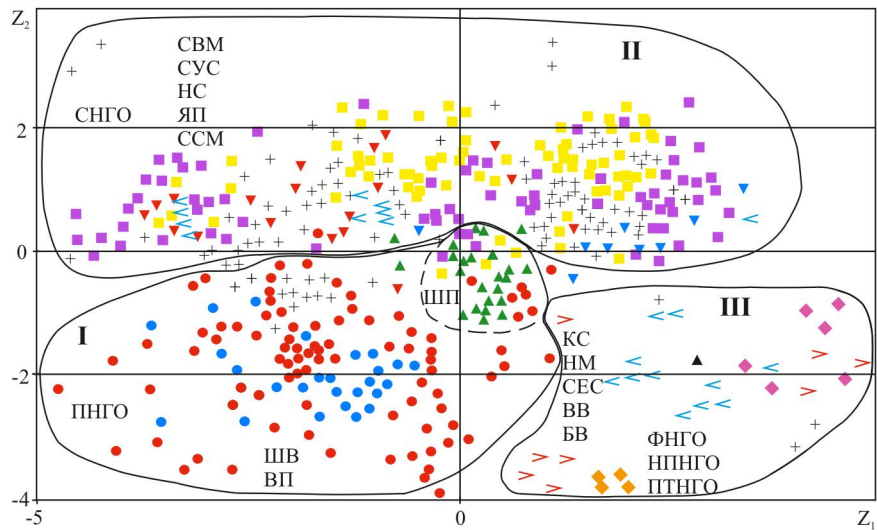 Z₂
СВМ
СУС
НС
ЯП
ССМ
II
СНГО
2
0
ШП
I
III
КС
НМ
СЕС
ВВ
БВ
-2
ПНГО
ШВ
ВП
ФНГО
НПНГО
ПТНГО
-4
-5
0
Z₁